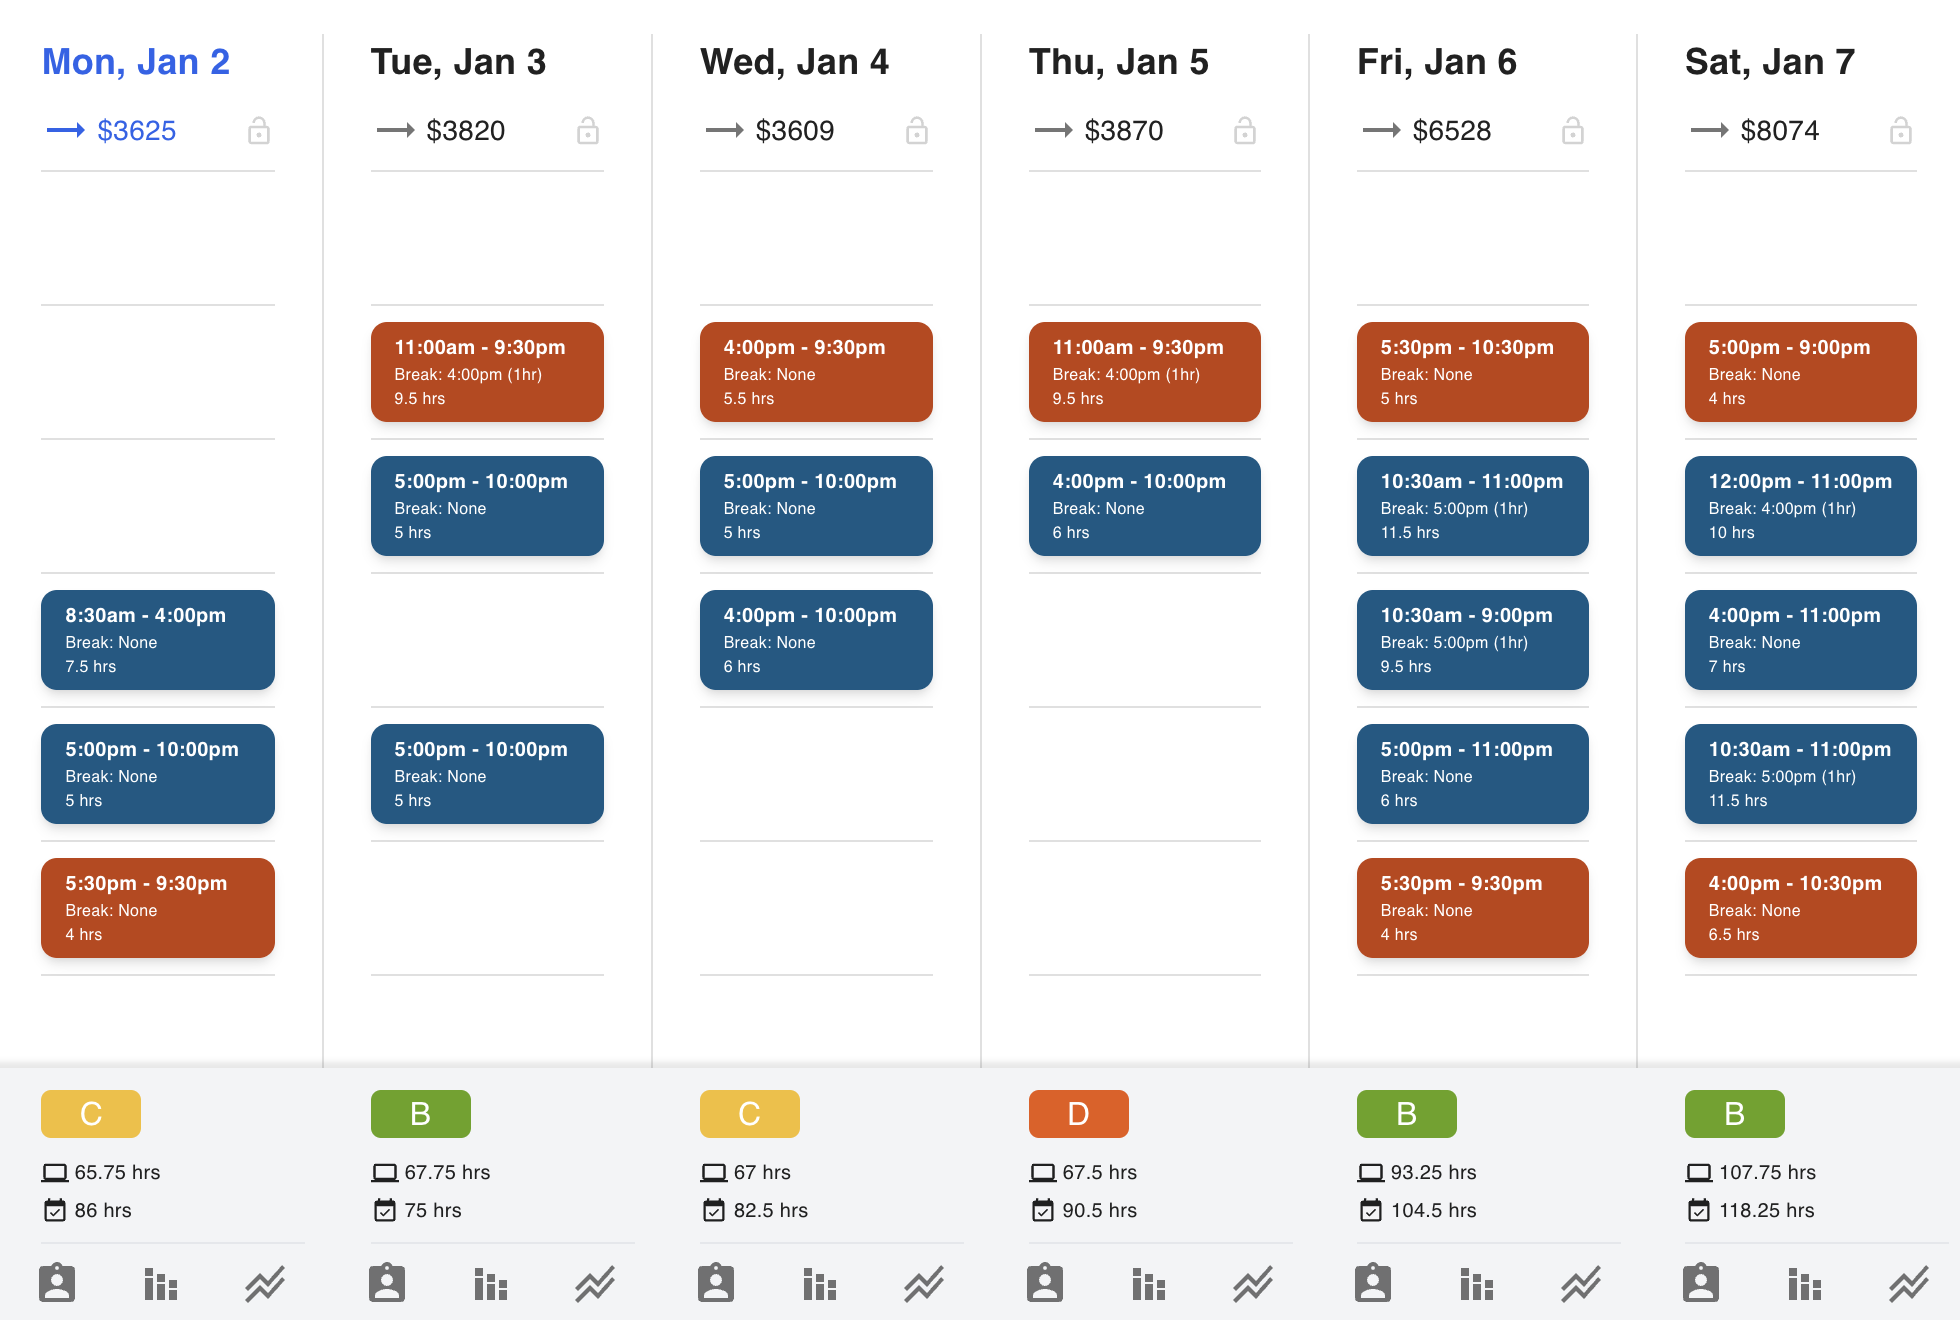 Mon, Jan 2
$3625
8:30am - 4:00pm
Break: None
7.5 hrs
5:00pm - 10:00pm
Break: None
5 hrs
5:30pm - 9:30pm
Break: None
4 hrs
C
65.75 hrs
86 hrs
Tue, Jan 3
$3820
11:00am - 9:30pm
Break: 4:00pm (1hr)
9.5 hrs
5:00pm - 10:00pm
Break: None
5 hrs
5:00pm - 10:00pm
Break: None
5 hrs
B
67.75 hrs
75 hrs
Wed, Jan 4
$3609
4:00pm - 9:30pm
Break: None
5.5 hrs
5:00pm - 10:00pm
Break: None
5 hrs
4:00pm - 10:00pm
Break: None
6 hrs
C
67 hrs
82.5 hrs
Thu, Jan 5
$3870
11:00am - 9:30pm
Break: 4:00pm (1hr)
9.5 hrs
4:00pm - 10:00pm
Break: None
6 hrs
D
67.5 hrs
90.5 hrs
Fri, Jan 6
$6528
5:30pm - 10:30pm
Break: None
5 hrs
10:30am - 11:00pm
Break: 5:00pm (1hr)
11.5 hrs
10:30am - 9:00pm
Break: 5:00pm (1hr)
9.5 hrs
5:00pm - 11:00pm
Break: None
6 hrs
5:30pm - 9:30pm
Break: None
4 hrs
B
93.25 hrs
104.5 hrs
Sat, Jan 7
$8074
5:00pm - 9:00pm
Break: None
4 hrs
12:00pm - 11:00pm
Break: 4:00pm (1hr)
10 hrs
4:00pm - 11:00pm
Break: None
7 hrs
10:30am - 11:00pm
Break: 5:00pm (1hr)
11.5 hrs
4:00pm - 10:30pm
Break: None
6.5 hrs
B
107.75 hrs
118.25 hrs